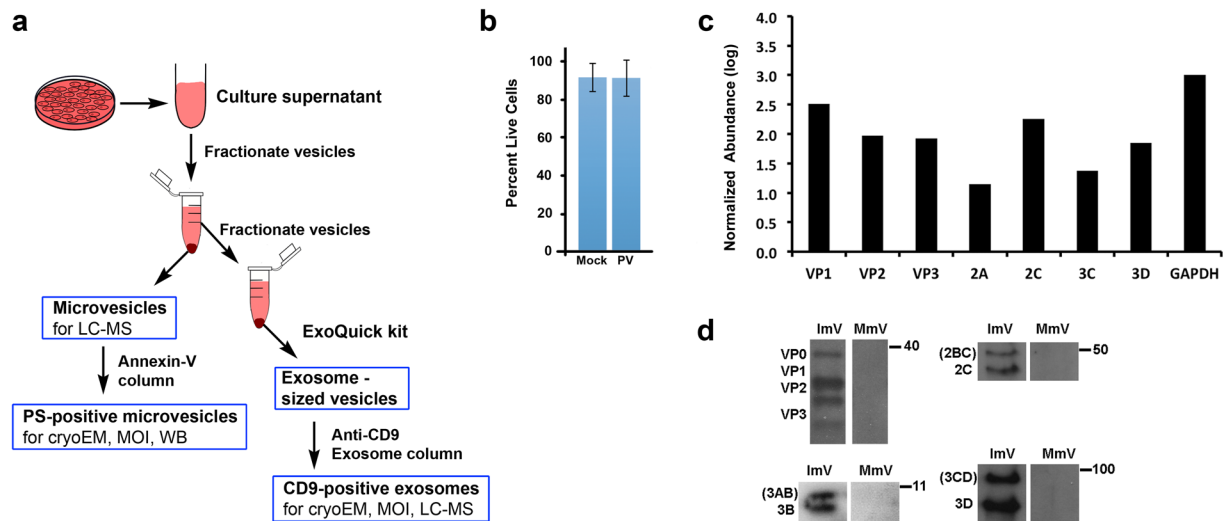 a
Culture supernatant
Fractionate vesicles
Fractionate vesicles
Microvesicles
for LC-MS
ExoQuick kit
Annexin-V
column
Exosome -
sized vesicles
PS-positive microvesicles
for cryoEM, MOI, WB
Anti-CD9
Exosome column
CD9-positive exosomes
for cryoEM, MOI, LC-MS
b
Percent Live Cells
100
80
60
40
20
0
Mock PV
c
Normalized Abundance (log)
4.0
3.5
3.0
2.5
2.0
1.5
1.0
0.5
0.0
VP1 VP2 VP3 2A 2C 3C 3D GAPDH
d
ImV MmV
VP0
VP1
VP2
VP3
40
ImV MmV
(2BC)
2C
50
ImV MmV
(3AB)
3B
11
ImV MmV
(3CD)
3D
100